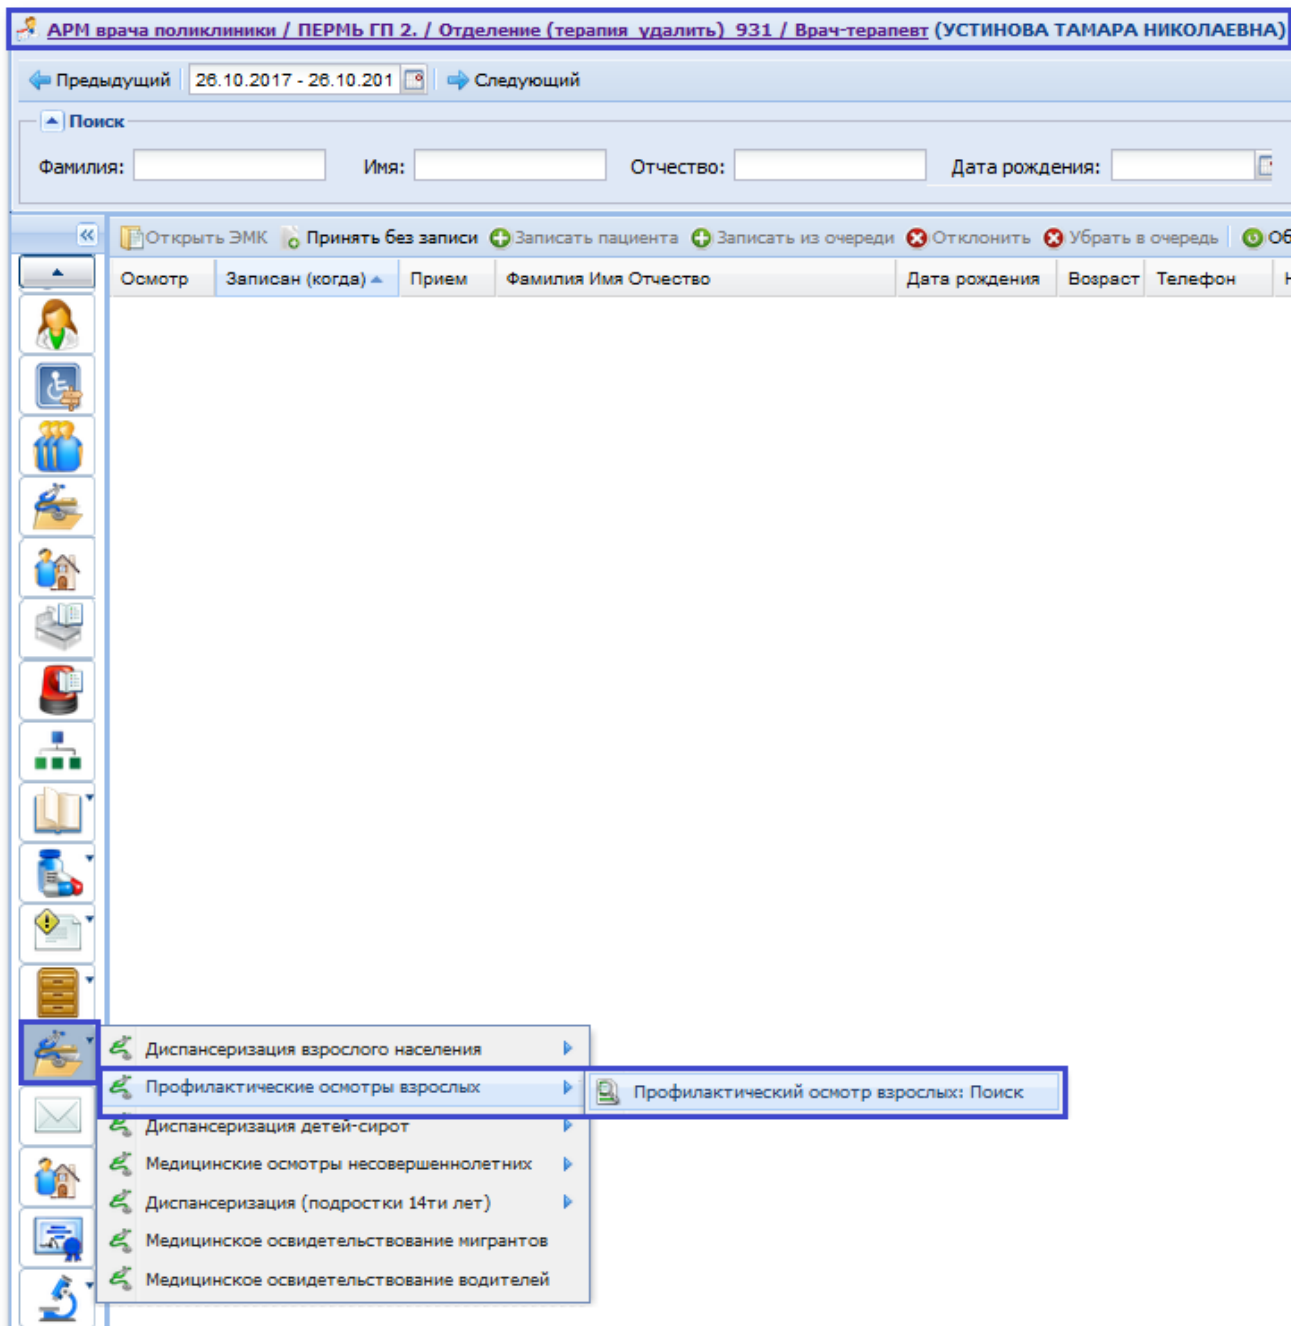 АРМ врача поликлиники / ПЕРМЬ ГП 2. / Отделение (терапия_удалить)_931 / Врач-терапевт (УСТИНОВА ТАМАРА НИКОЛАЕВНА)
Предыдущий 26.10.2017 - 26.10.201 Следующий
Поиск
Фамилия: Имя: Отчество: Дата рождения:
Открыть ЭМК Принять без записи Записать пациента Записать из очереди Отклонить Убрать в очередь Об
Осмотр Записан (когда) Прием Фамилия Имя Отчество Дата рождения Возраст Телефон
Диспансеризация взрослого населения
Профилактические осмотры взрослых Профилактический осмотр взрослых: Поиск
Диспансеризация детей-сирот
Медицинские осмотры несовершеннолетних
Диспансеризация (подростки 14ти лет)
Медицинское освидетельствование мигрантов
Медицинское освидетельствование водителей